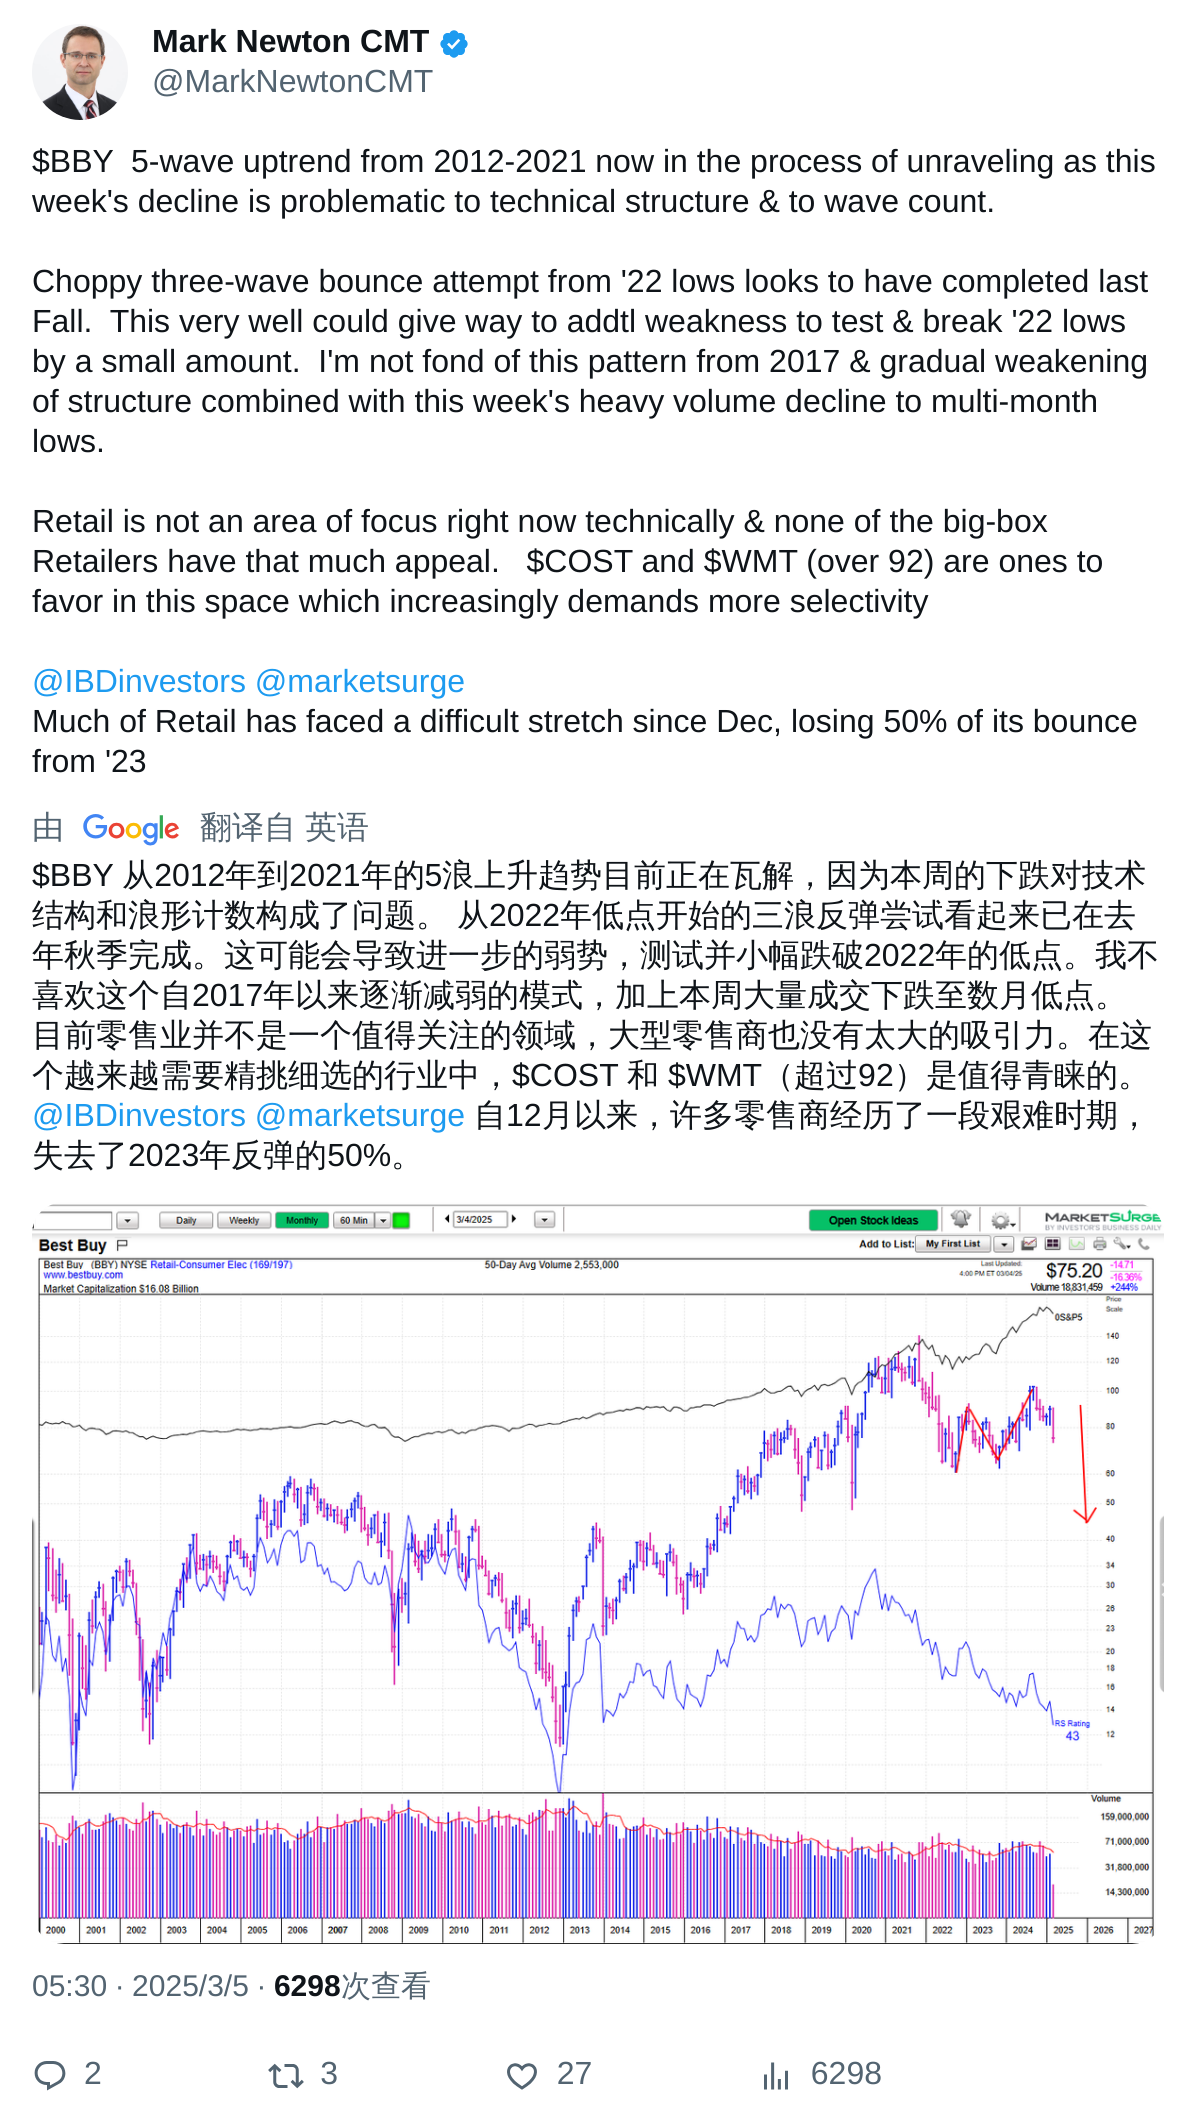 Mark Newton CMT
@MarkNewtonCMT
$BBY  5-wave uptrend from 2012-2021 now in the process of unraveling as this
week's decline is problematic to technical structure & to wave count.
Choppy three-wave bounce attempt from '22 lows looks to have completed last
Fall.  This very well could give way to addtl weakness to test & break '22 lows
by a small amount.  I'm not fond of this pattern from 2017 & gradual weakening
of structure combined with this week's heavy volume decline to multi-month
lows.
Retail is not an area of focus right now technically & none of the big-box
Retailers have that much appeal.   $COST and $WMT (over 92) are ones to
favor in this space which increasingly demands more selectivity
@IBDinvestors @marketsurge
Much of Retail has faced a difficult stretch since Dec, losing 50% of its bounce
from '23
由 Google 翻译自 英语
$BBY 从2012年到2021年的5浪上升趋势目前正在瓦解，因为本周的下跌对技术
结构和浪形计数构成了问题。 从2022年低点开始的三浪反弹尝试看起来已在去
年秋季完成。这可能会导致进一步的弱势，测试并小幅跌破2022年的低点。我不
喜欢这个自2017年以来逐渐减弱的模式，加上本周大量成交下跌至数月低点。
目前零售业并不是一个值得关注的领域，大型零售商也没有太大的吸引力。在这
个越来越需要精挑细选的行业中，$COST 和 $WMT（超过92）是值得青睐的。
@IBDinvestors @marketsurge 自12月以来，许多零售商经历了一段艰难时期，
失去了2023年反弹的50%。
Daily Weekly Monthly 60 Min 3/4/2025 Open Stock Ideas MARKETSURGE
BY INVESTOR'S BUSINESS DAILY
Best Buy Add to List: My First List
Best Buy (BBY) NYSE Retail-Consumer Elec (169/197) 50-Day Avg Volume 2,553,000 Last Updated: $75.20 -14.71
www.bestbuy.com 4:00 PM ET 03/04/25 -16.36%
Market Capitalization $16.08 Billion Volume 18,831,459 +244%
Price
Scale
0S&P5
140
120
100
80
60
50
40
34
30
26
23
20
18
16
14
12
RS Rating
43
Volume
159,000,000
71,000,000
31,800,000
14,300,000
2000 2001 2002 2003 2004 2005 2006 2007 2008 2009 2010 2011 2012 2013 2014 2015 2016 2017 2018 2019 2020 2021 2022 2023 2024 2025 2026 2027
05:30 · 2025/3/5 · 6298次查看
2 3 27 6298